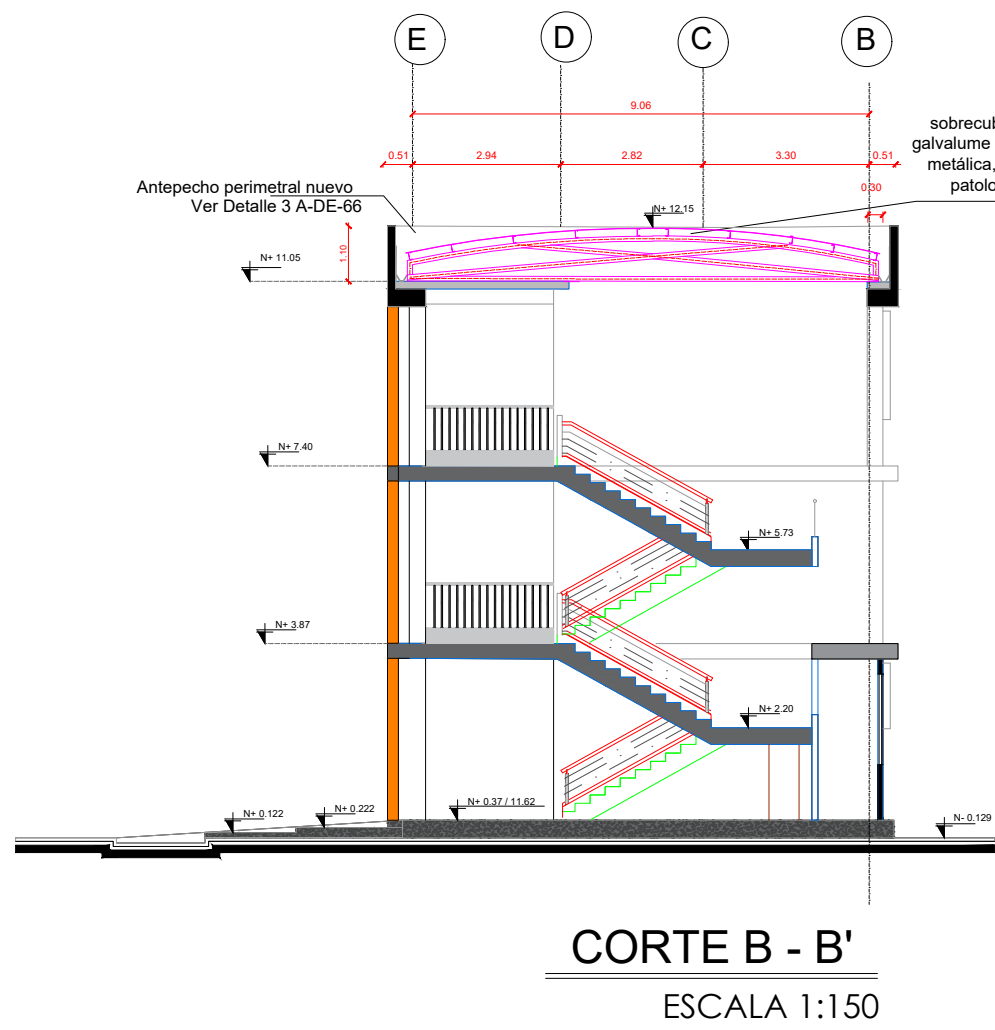 E
D
C
B
9.06
0.51
2.94
2.82
3.30
0.51
sobrecub
galvalume
metálica,
patolo
0.30
Antepecho perimetral nuevo
Ver Detalle 3 A-DE-66
N+ 12.15
1.10
N+ 11.05
N+ 7.40
N+ 5.73
N+ 3.87
N+ 2.20
N+ 0.37 / 11.62
N+ 0.222
N+ 0.122
N- 0.129
CORTE B - B'
ESCALA 1:150